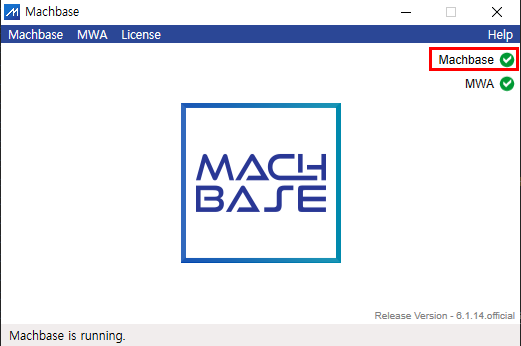 Machbase
Machbase MWA License Help
Machbase
MWA
MACH
BASE
Release Version - 6.1.14.official
Machbase is running.